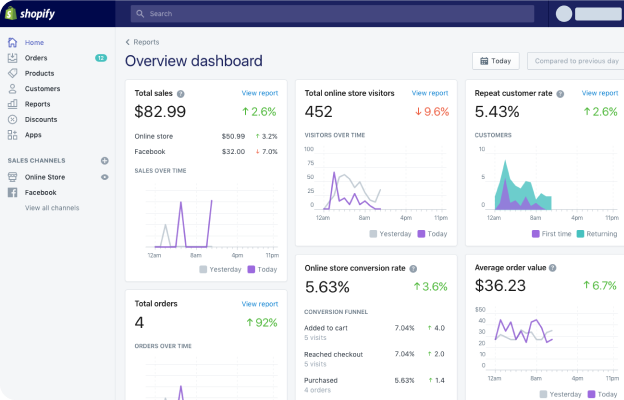 shopify
Search
Home
Orders 12
Products
Customers
Reports
Discounts
Apps
SALES CHANNELS
Online Store
Facebook
View all channels
Reports
Overview dashboard
Today
Compared to previous day
Total sales ? View report
$82.99 2.6%
Online store $50.99 3.2%
Facebook $32.00 7.0%
SALES OVER TIME
12am 8am 4pm 11pm
Yesterday Today
Total orders View report
4 92%
ORDERS OVER TIME
Total online store visitors View report
452 9.6%
VISITORS OVER TIME
100
75
50
25
0
12am 8am 4pm 11pm
Yesterday Today
Online store conversion rate ?
5.63% 3.6%
CONVERSION FUNNEL
Added to cart 7.04% 4.0
5 visits
Reached checkout 7.04% 2.0
5 visits
Purchased 5.63% 1.4
4 orders
Repeat customer rate ? View report
5.43% 2.6%
CUSTOMERS
10
5
0
12am 8am 4pm 11pm
First time Returning
Average order value ?
$36.23 6.7%
$50
40
30
20
10
0
12am 8am 4pm 11pm
Yesterday Today